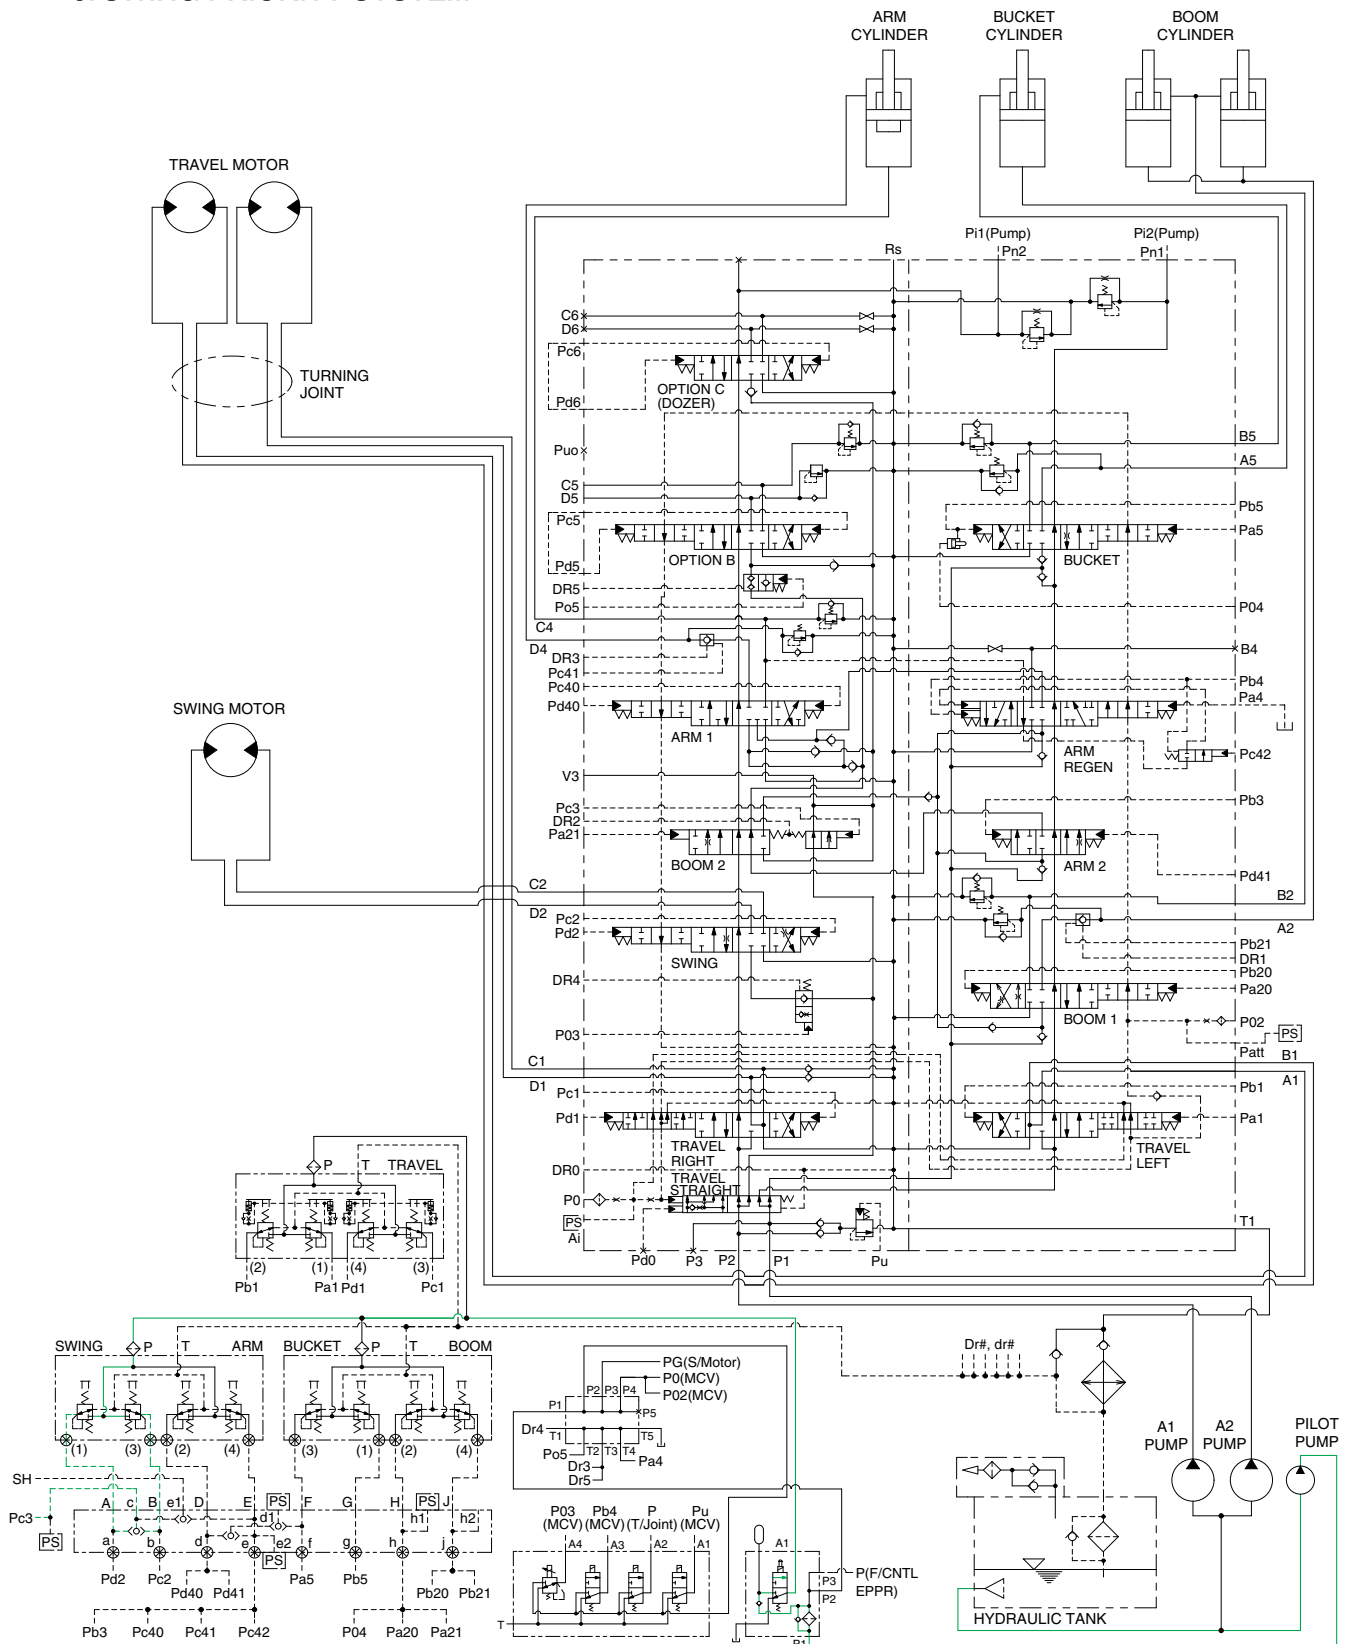 ARM
CYLINDER
BUCKET
CYLINDER
BOOM
CYLINDER
TRAVEL MOTOR
TURNING
JOINT
SWING MOTOR
Pi1(Pump)
Pn2
Pi2(Pump)
Pn1
Rs
C6
D6
Pc6
Pd6
OPTION C
(DOZER)
Puo
C5
D5
Pc5
Pd5
OPTION B
DR5
Po5
C4
D4
DR3
Pc41
Pc40
Pd40
ARM 1
V3
Pc3
DR2
Pa21
BOOM 2
C2
D2
Pc2
Pd2
SWING
DR4
P03
C1
D1
Pc1
Pd1
TRAVEL
RIGHT
DR0
TRAVEL
STRAIGHT
P0
PS
Ai
Pd0
P3
P2
P1
Pu
B5
A5
Pb5
Pa5
BUCKET
P04
B4
Pb4
Pa4
ARM
REGEN
Pc42
Pb3
ARM 2
Pd41
B2
A2
Pb21
DR1
Pb20
Pa20
BOOM 1
P02
PS
Patt
B1
A1
Pb1
Pa1
TRAVEL
LEFT
T1
P
T
TRAVEL
(2)
(1)
(4)
(3)
Pb1
Pa1
Pd1
Pc1
SWING
P
T
ARM
BUCKET
P
T
BOOM
(1)
(3)
(2)
(4)
(3)
(1)
(2)
(4)
SH
Pc3
PS
A
c
B
e1
D
E
PS
d1
F
G
H
PS
J
h1
h2
a
b
d
e
PS
e2
f
g
h
j
Pd2
Pc2
Pd40
Pd41
Pa5
Pb5
Pb20
Pb21
Pb3
Pc40
Pc41
Pc42
P04
Pa20
Pa21
PG(S/Motor)
P0(MCV)
P02(MCV)
P1
P2
P3
P4
P5
Dr4
T1
T2
T3
T4
T5
Po5
Dr3
Dr5
Pa4
P03
(MCV)
Pb4
(MCV)
P
(T/Joint)
Pu
(MCV)
A4
A3
A2
A1
T
A1
P3
P2
P(F/CNTL
EPPR)
Dr#, dr#
A1
PUMP
A2
PUMP
PILOT
PUMP
HYDRAULIC TANK